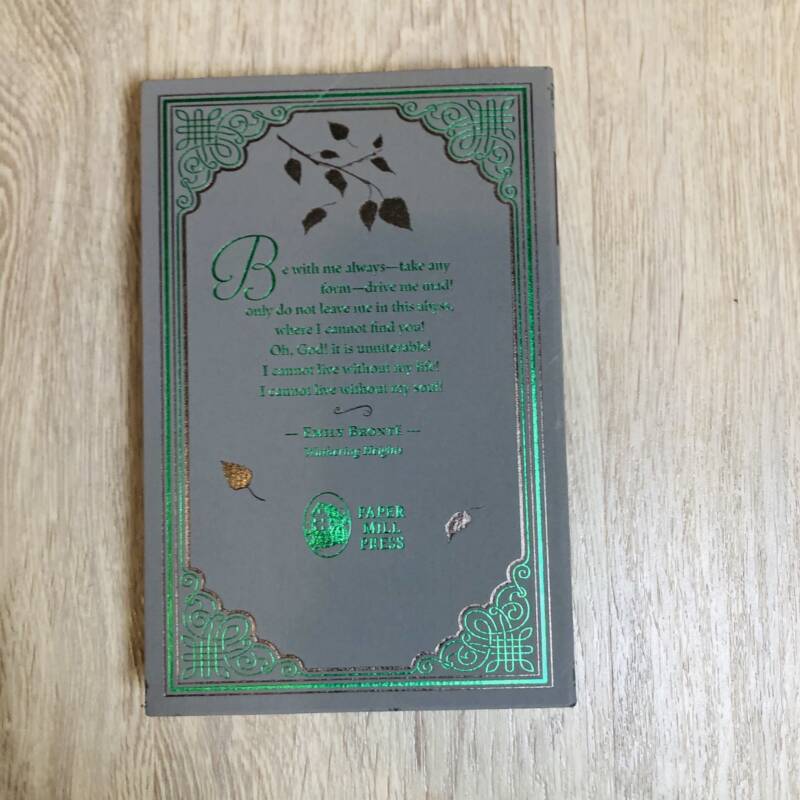 Be with me always—take any
form—drive me mad!
only do not leave me in this abyss,
where I cannot find you!
Oh, God! it is unutterable!
I cannot live without my life!
I cannot live without my soul!
— EMILY BRONTË —
Wuthering Heights
PAPER
MILL
PRESS